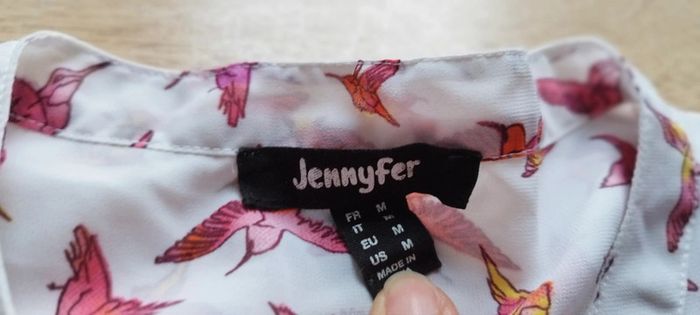 Jennyfer
FR M
IT
EU M
US M
MADE IN